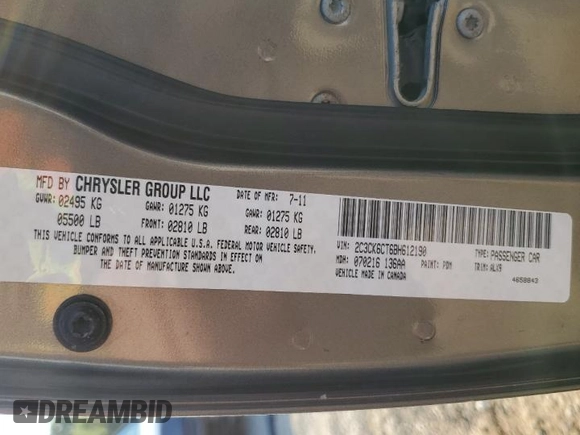 MFD BY CHRYSLER GROUP LLC DATE OF MFR: 7-11
GVWR: 02495 KG GAWR: 01275 KG GAWR: 01275 KG
05500 LB FRONT: 02810 LB REAR: 02810 LB
THIS VEHICLE CONFORMS TO ALL APPLICABLE U.S.A. FEDERAL MOTOR VEHICLE SAFETY,
BUMPER AND THEFT PREVENTION STANDARDS IN EFFECT ON
THE DATE OF MANUFACTURE SHOWN ABOVE.
VIN: 2C3CK6CT6BH612190 TYPE: PASSENGER CAR
MDH: 070216 136AA PAINT: PDM TRIM: ALX9
MADE IN CANADA 4658843
DREAMBID